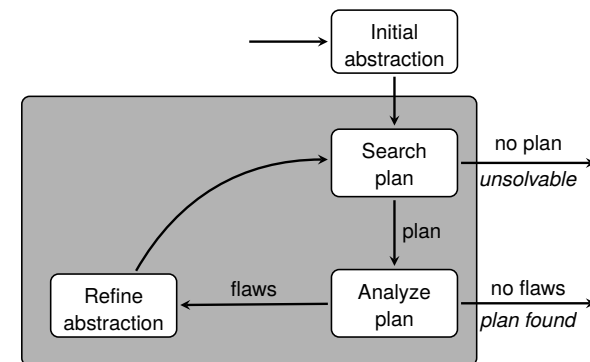 Initial
abstraction
Search
plan
no plan
unsolvable
plan
Refine
abstraction
flaws
Analyze
plan
no flaws
plan found